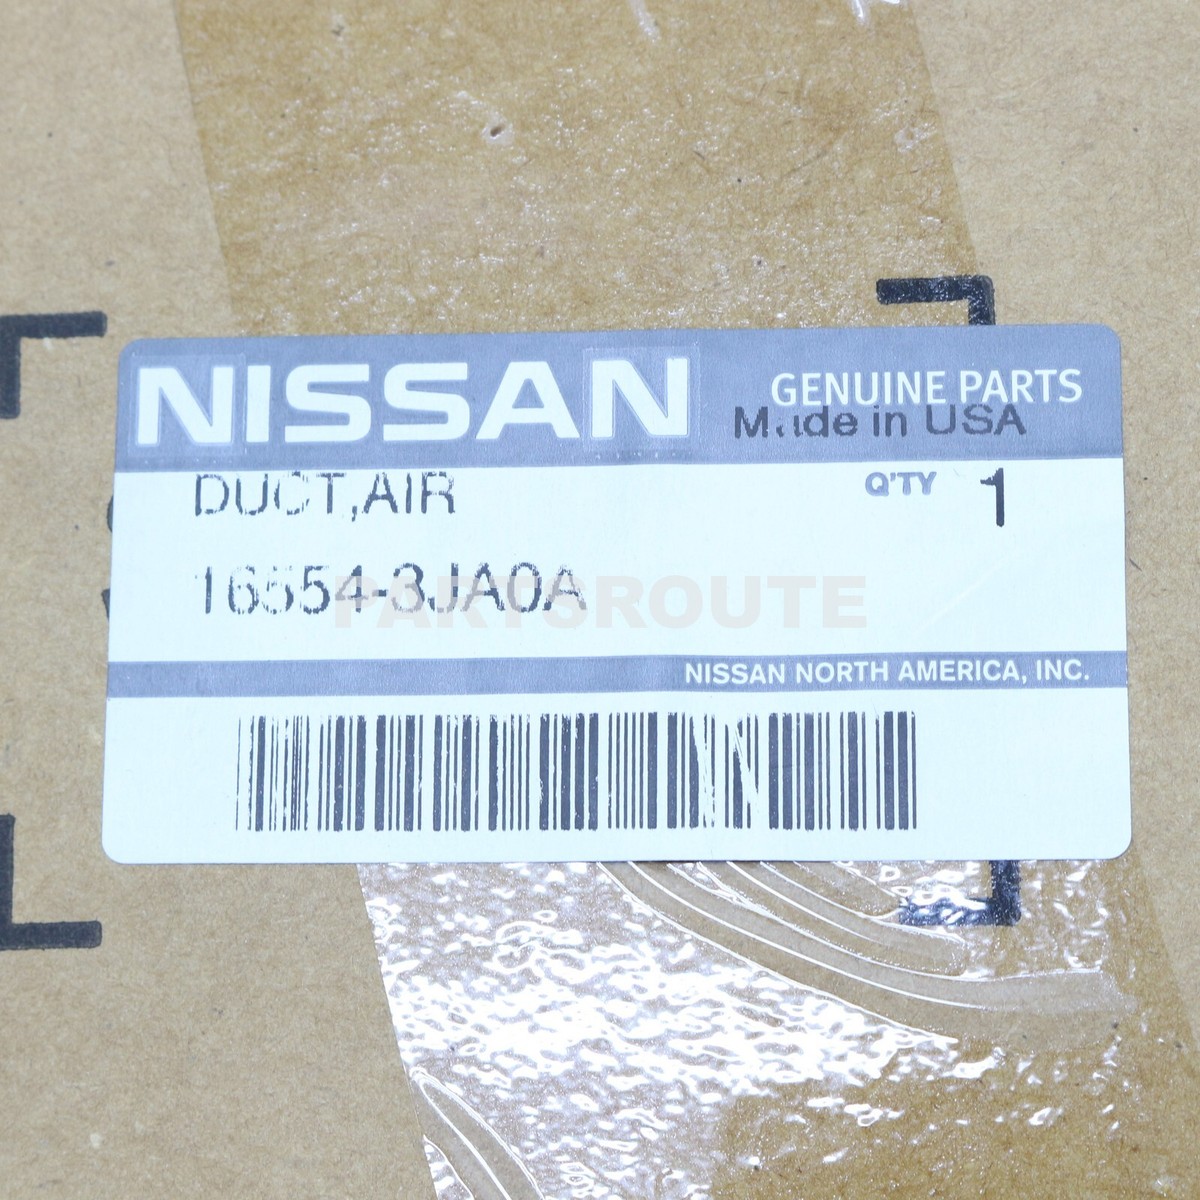 NISSAN
GENUINE PARTS
Made in USA
DUCT,AIR Q'TY 1
16554-3JA0A
PARTSROUTE
NISSAN NORTH AMERICA, INC.